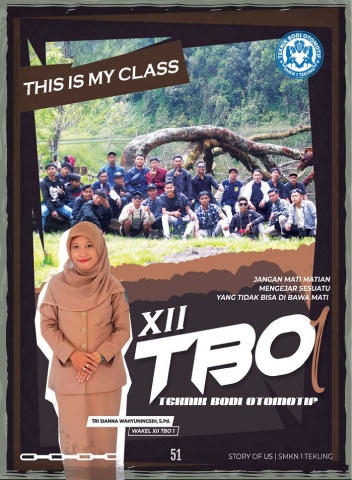 THIS IS MY CLASS
TEKNIK BODI OTOMOTIF
SMKN 1 TEKUNG
JANGAN MATI MATIAN
MENGEJAR SESUATU
YANG TIDAK BISA DI BAWA MATI
XII
TBO 1
TEKNIK BODI OTOMOTIF
TRI SIANNA WAHYUNINGSIH, S.Pd.
WAKEL XII TBO 1
51
STORY OF US | SMKN 1 TEKUNG